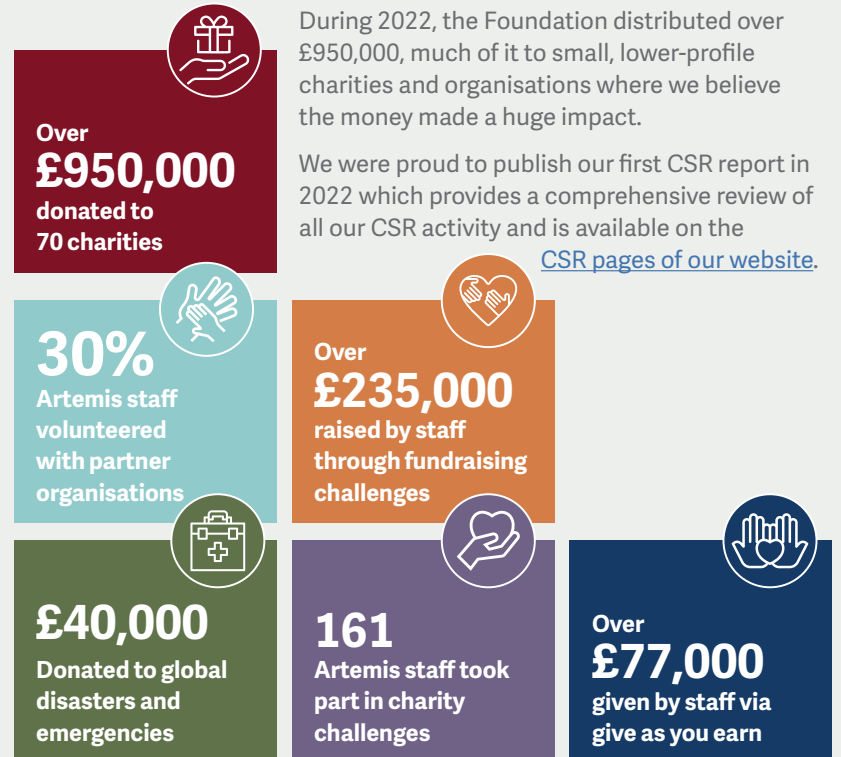 During 2022, the Foundation distributed over
£950,000, much of it to small, lower-profile
charities and organisations where we believe
the money made a huge impact.
We were proud to publish our first CSR report in
2022 which provides a comprehensive review of
all our CSR activity and is available on the
CSR pages of our website.
Over
£950,000
donated to
70 charities
30%
Artemis staff
volunteered
with partner
organisations
Over
£235,000
raised by staff
through fundraising
challenges
£40,000
Donated to global
disasters and
emergencies
161
Artemis staff took
part in charity
challenges
Over
£77,000
given by staff via
give as you earn